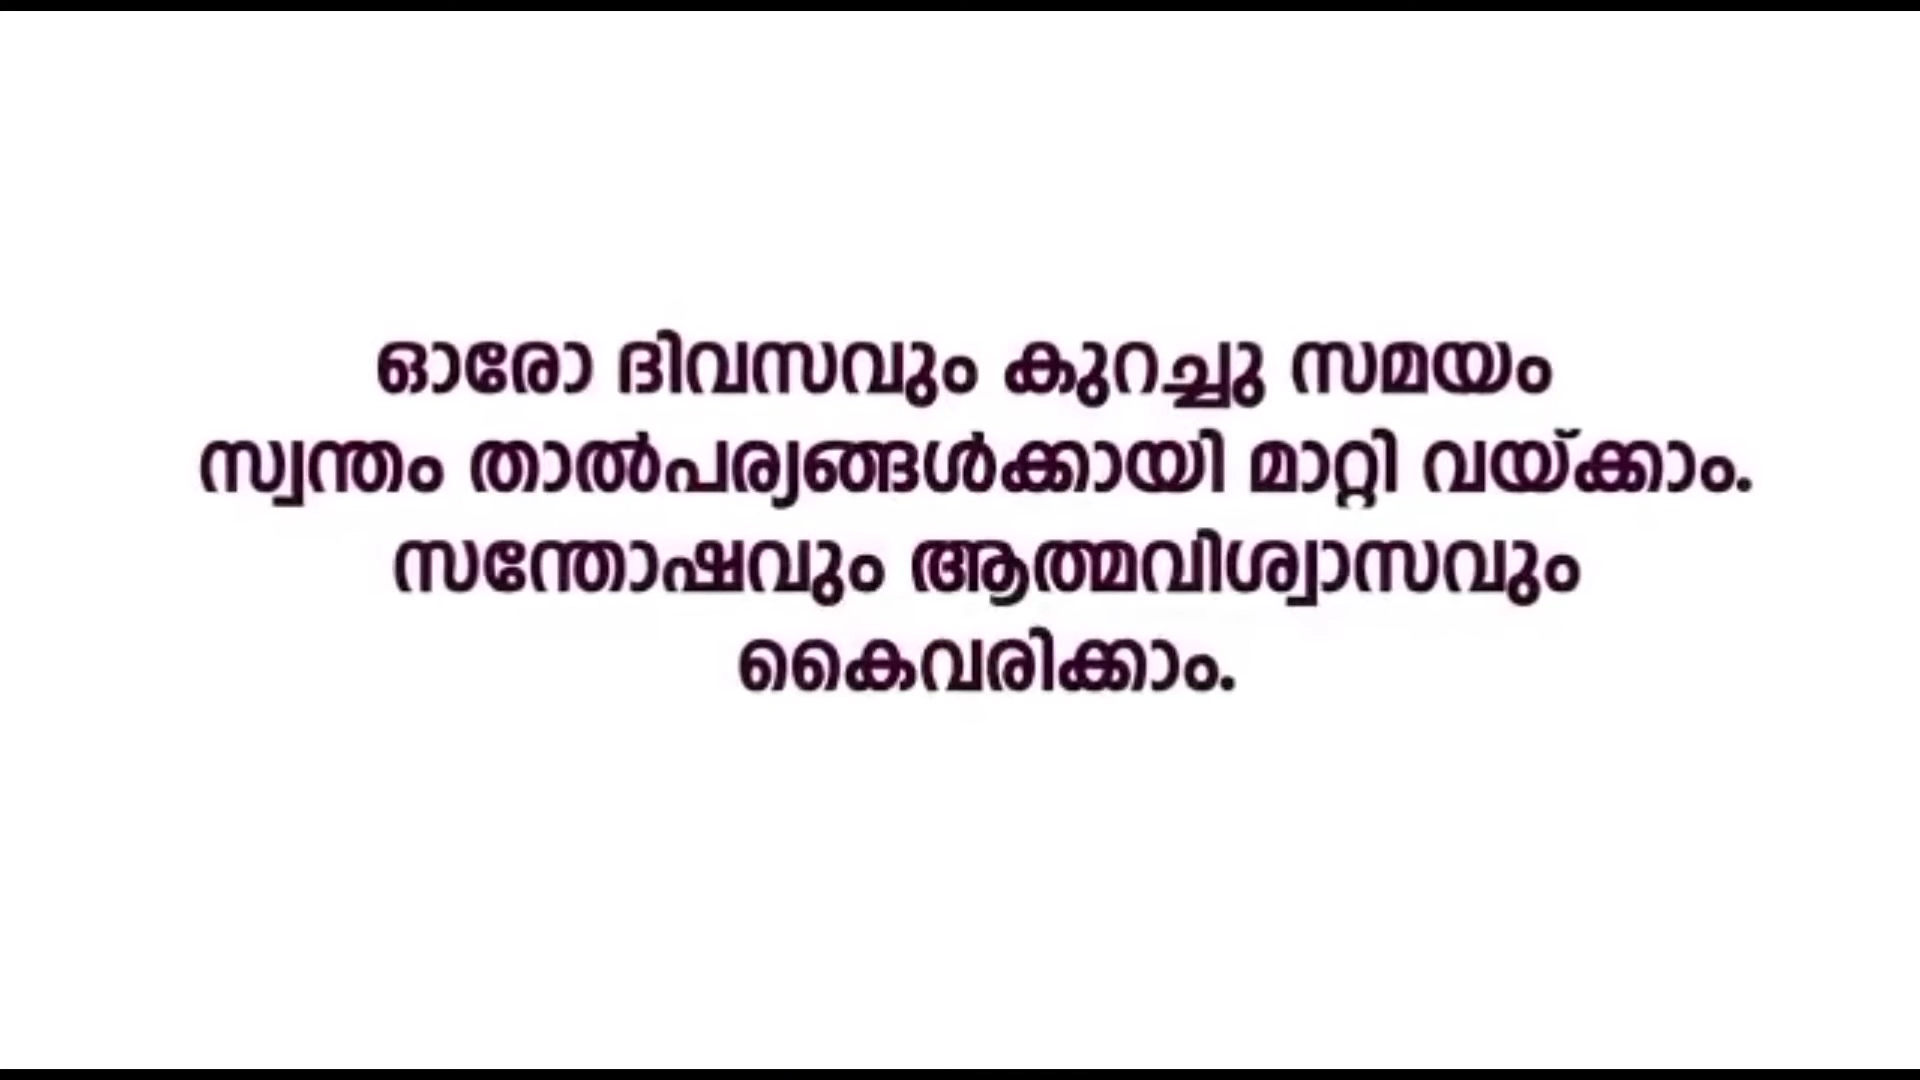 ഓരോ ദിവസവും കുറച്ചു സമയം
സ്വന്തം താൽപര്യങ്ങൾക്കായി മാറ്റി വയ്ക്കാം.
സന്തോഷവും ആത്മവിശ്വാസവും
കൈവരിക്കാം.